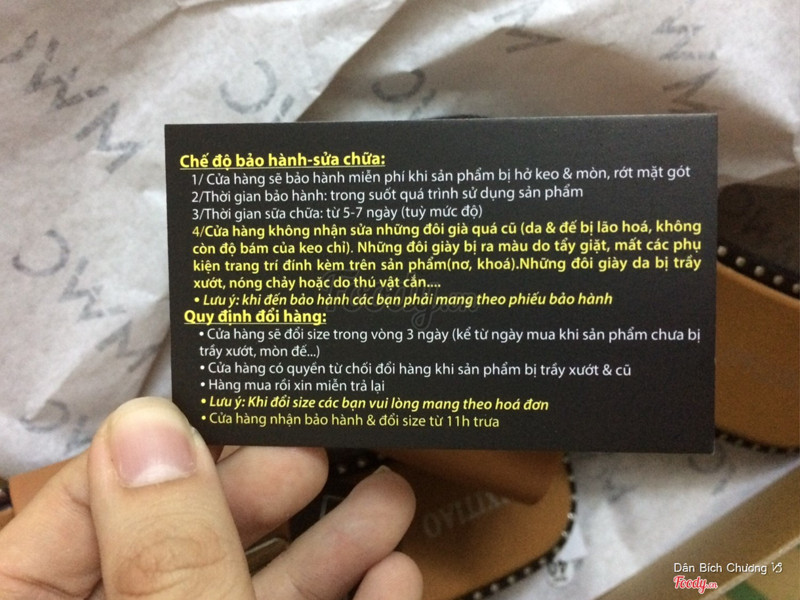 Chế độ bảo hành-sửa chữa:
1/ Cửa hàng sẽ bảo hành miễn phí khi sản phẩm bị hở keo & mòn, rớt mặt gót
2/Thời gian bảo hành: trong suốt quá trình sử dụng sản phẩm
3/Thời gian sữa chữa: từ 5-7 ngày (tuỳ mức độ)
4/Cửa hàng không nhận sửa những đôi già quá cũ (da & đế bị lão hoá, không
còn độ bám của keo chỉ). Những đôi giày bị ra màu do tẩy giặt, mất các phụ
kiện trang trí đính kèm trên sản phẩm(nơ, khoá).Những đôi giày da bị trầy
xướt, nóng chảy hoặc do thú vật cắn....
• Lưu ý: khi đến bảo hành các bạn phải mang theo phiếu bảo hành
Quy định đổi hàng:
• Cửa hàng sẽ đổi size trong vòng 3 ngày (kể từ ngày mua khi sản phẩm chưa bị
trầy xướt, mòn đế...)
• Cửa hàng có quyền từ chối đổi hàng khi sản phẩm bị trầy xướt & cũ
• Hàng mua rồi xin miễn trả lại
• Lưu ý: Khi đổi size các bạn vui lòng mang theo hoá đơn
• Cửa hàng nhận bảo hành & đổi size từ 11h trưa
Foody.vn
Dân Bích Chương
Foody.vn